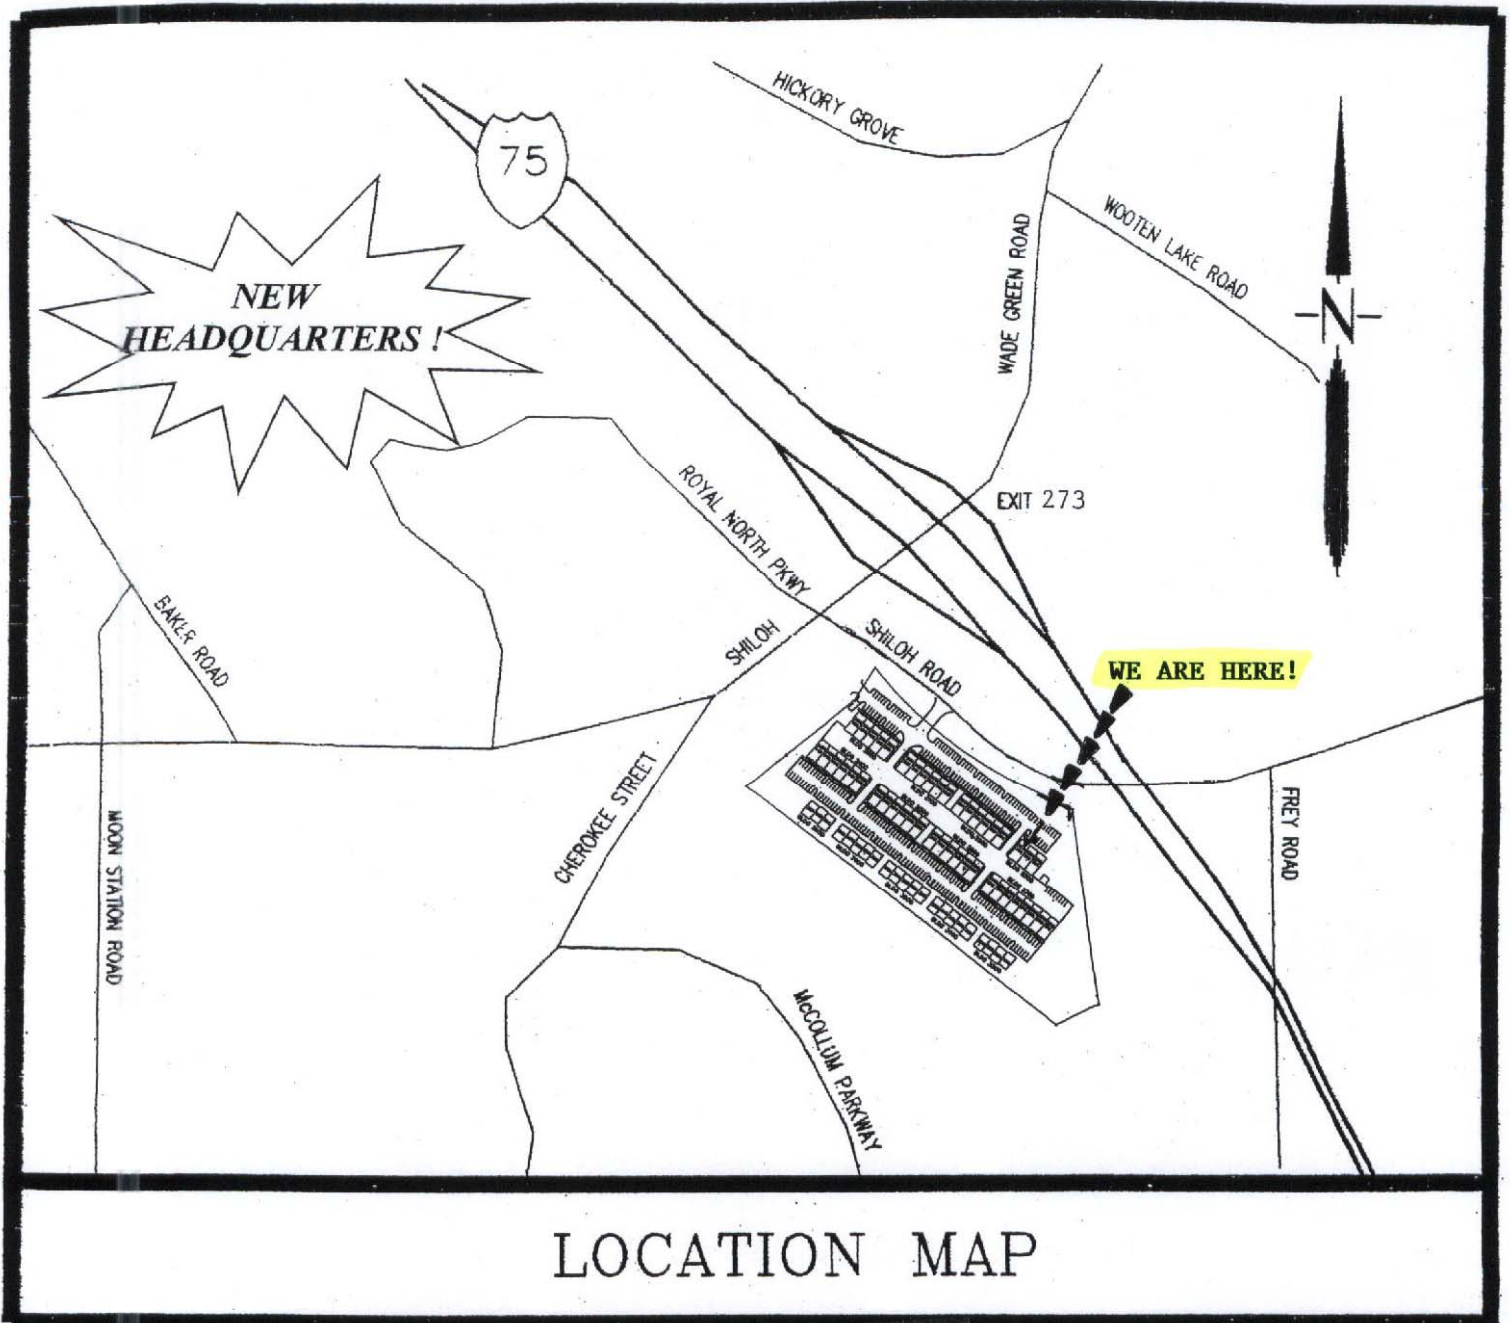 75
HICKORY GROVE
WOOTEN LAKE ROAD
WADE GREEN ROAD
N
NEW
HEADQUARTERS !
EXIT 273
ROYAL NORTH PKWY
BAKER ROAD
SHILOH
SHILOH ROAD
WE ARE HERE!
CHEROKEE STREET
MOON STATION ROAD
FREY ROAD
McCOLLUM PARKWAY
LOCATION MAP